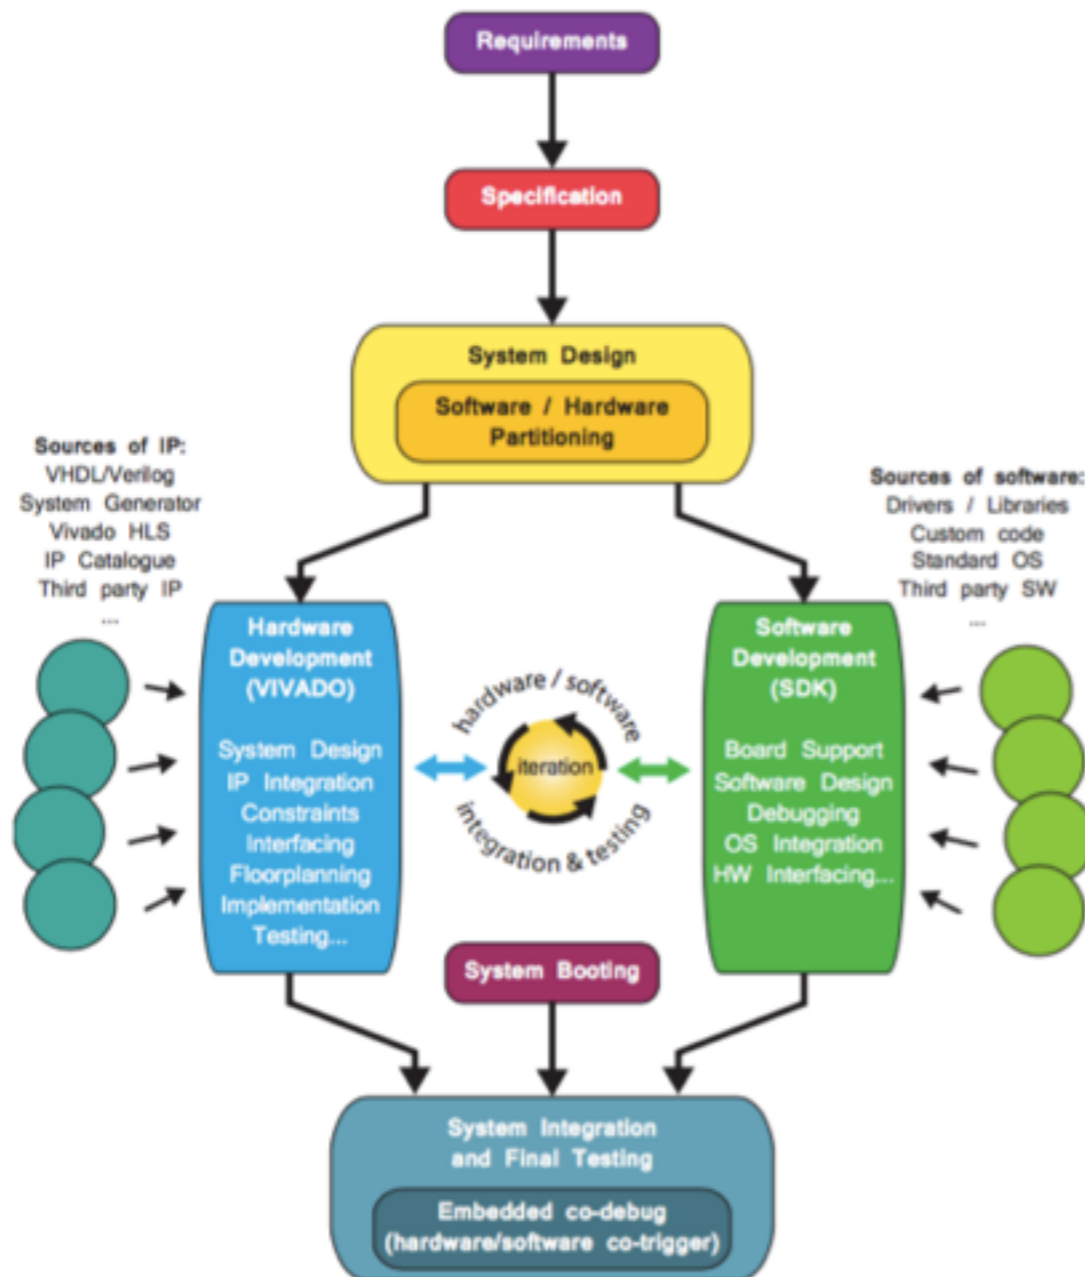 Requirements
Specification
System Design
Software / Hardware
Partitioning
Sources of IP:
VHDL/Verilog
System Generator
Vivado HLS
IP Catalogue
Third party IP
...
Sources of software:
Drivers / Libraries
Custom code
Standard OS
Third party SW
...
Hardware
Development
(VIVADO)
System Design
IP Integration
Constraints
Interfacing
Floorplanning
Implementation
Testing...
hardware / software
iteration
integration & testing
Software
Development
(SDK)
Board Support
Software Design
Debugging
OS Integration
HW Interfacing...
System Booting
System Integration
and Final Testing
Embedded co-debug
(hardware/software co-trigger)